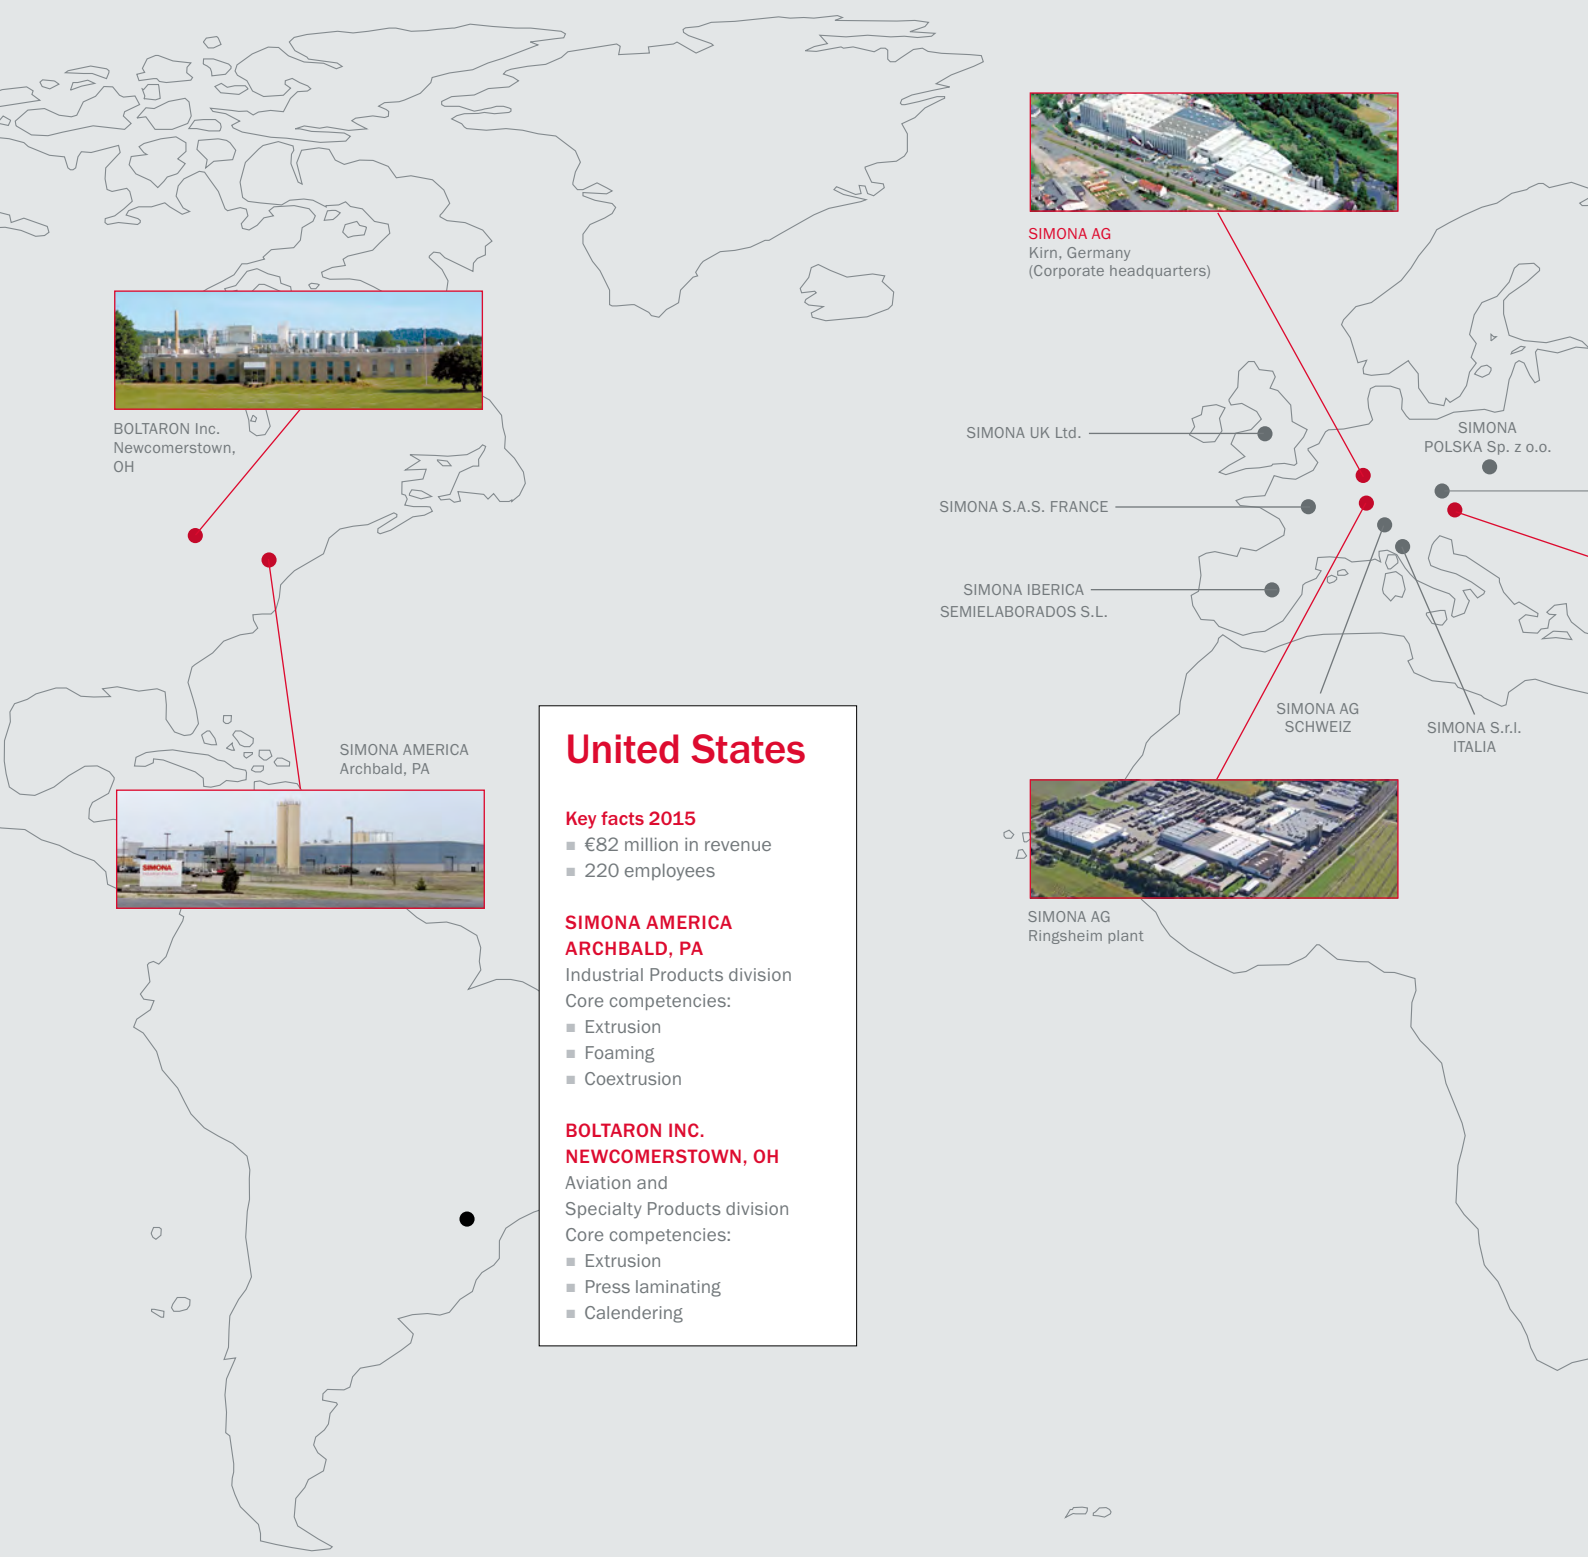 SIMONA AG
Kirn, Germany
(Corporate headquarters)
BOLTARON Inc.
Newcomerstown,
OH
SIMONA UK Ltd.
SIMONA
POLSKA Sp. z o.o.
SIMONA S.A.S. FRANCE
SIMONA IBERICA
SEMIELABORADOS S.L.
SIMONA AG
SCHWEIZ
SIMONA S.r.l.
ITALIA
SIMONA AMERICA
Archbald, PA
SIMONA
United States
Key facts 2015
€82 million in revenue
220 employees
SIMONA AMERICA
ARCHBALD, PA
Industrial Products division
Core competencies:
Extrusion
Foaming
Coextrusion
BOLTARON INC.
NEWCOMERSTOWN, OH
Aviation and
Specialty Products division
Core competencies:
Extrusion
Press laminating
Calendering
SIMONA AG
Ringsheim plant